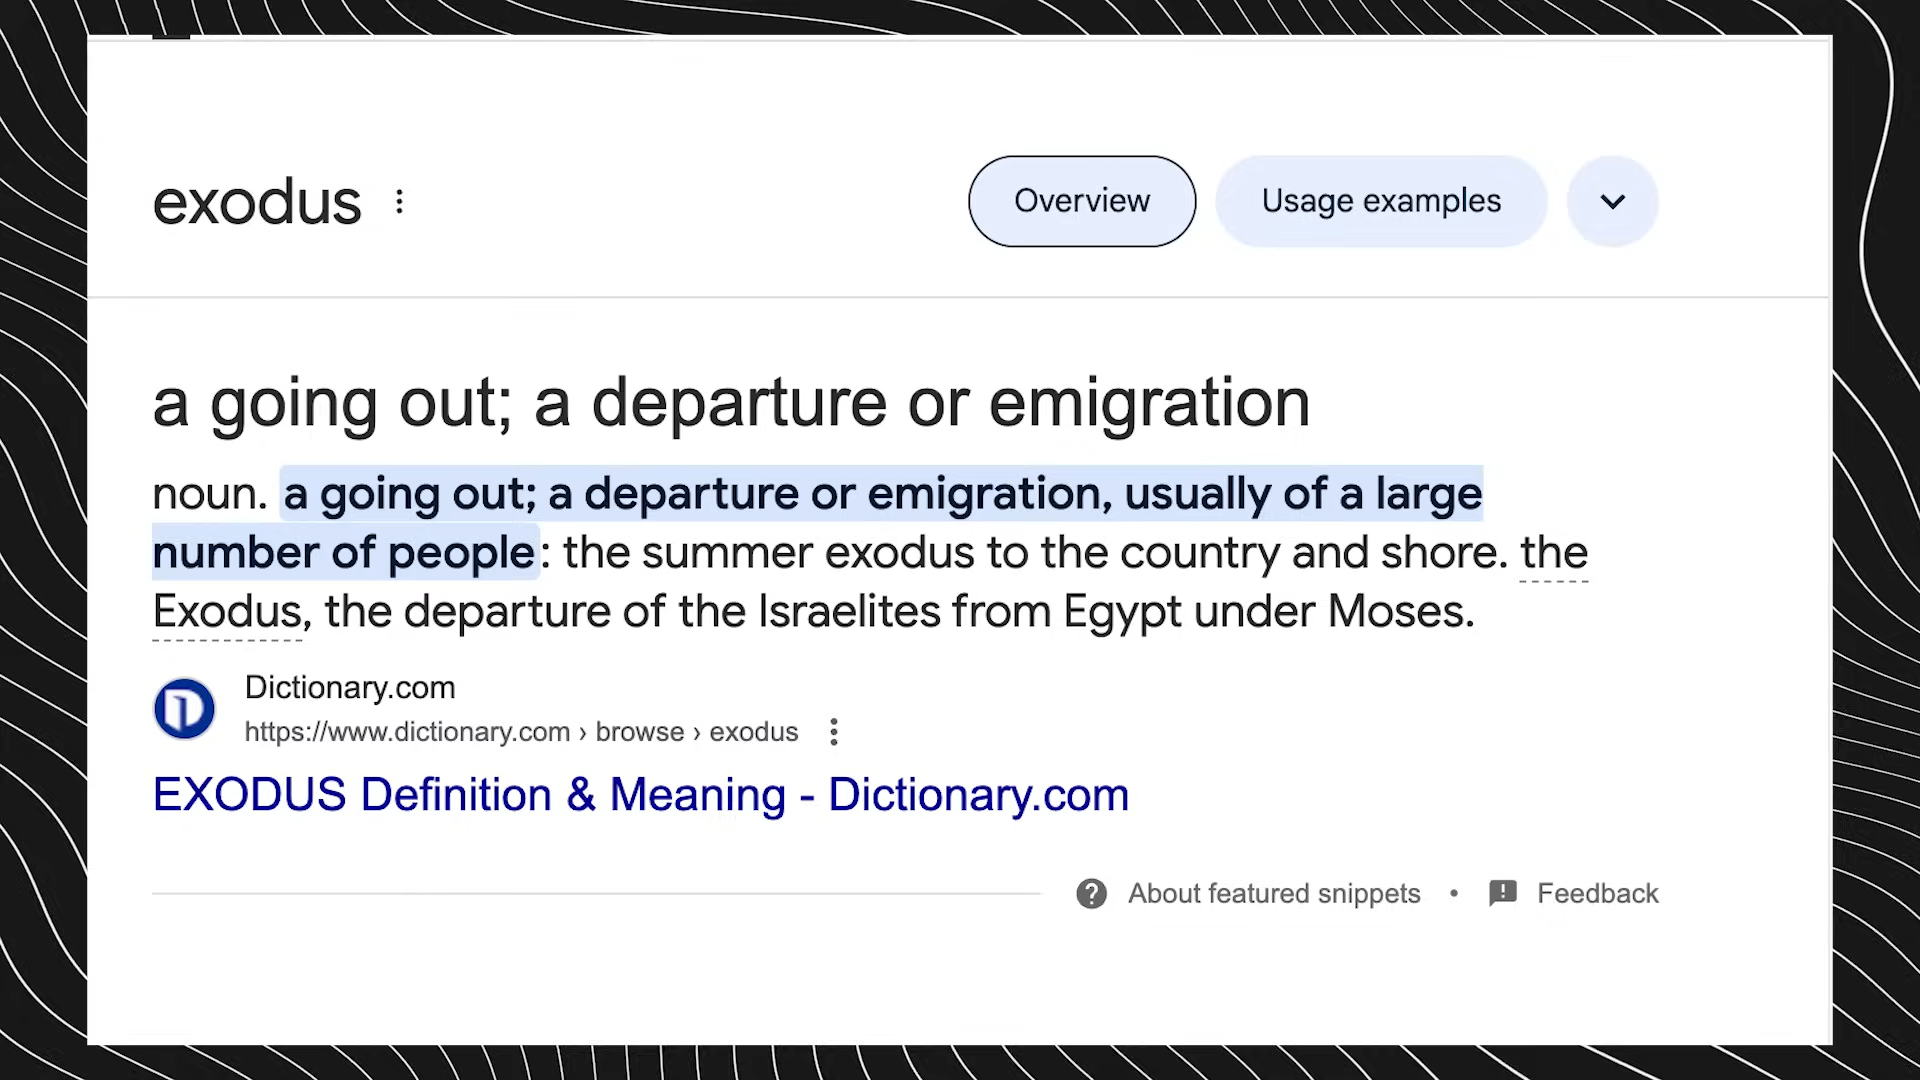 exodus
Overview
Usage examples
a going out; a departure or emigration
noun. a going out; a departure or emigration, usually of a large
number of people: the summer exodus to the country and shore. the
Exodus, the departure of the Israelites from Egypt under Moses.
Dictionary.com
https://www.dictionary.com › browse › exodus
EXODUS Definition & Meaning - Dictionary.com
About featured snippets • Feedback